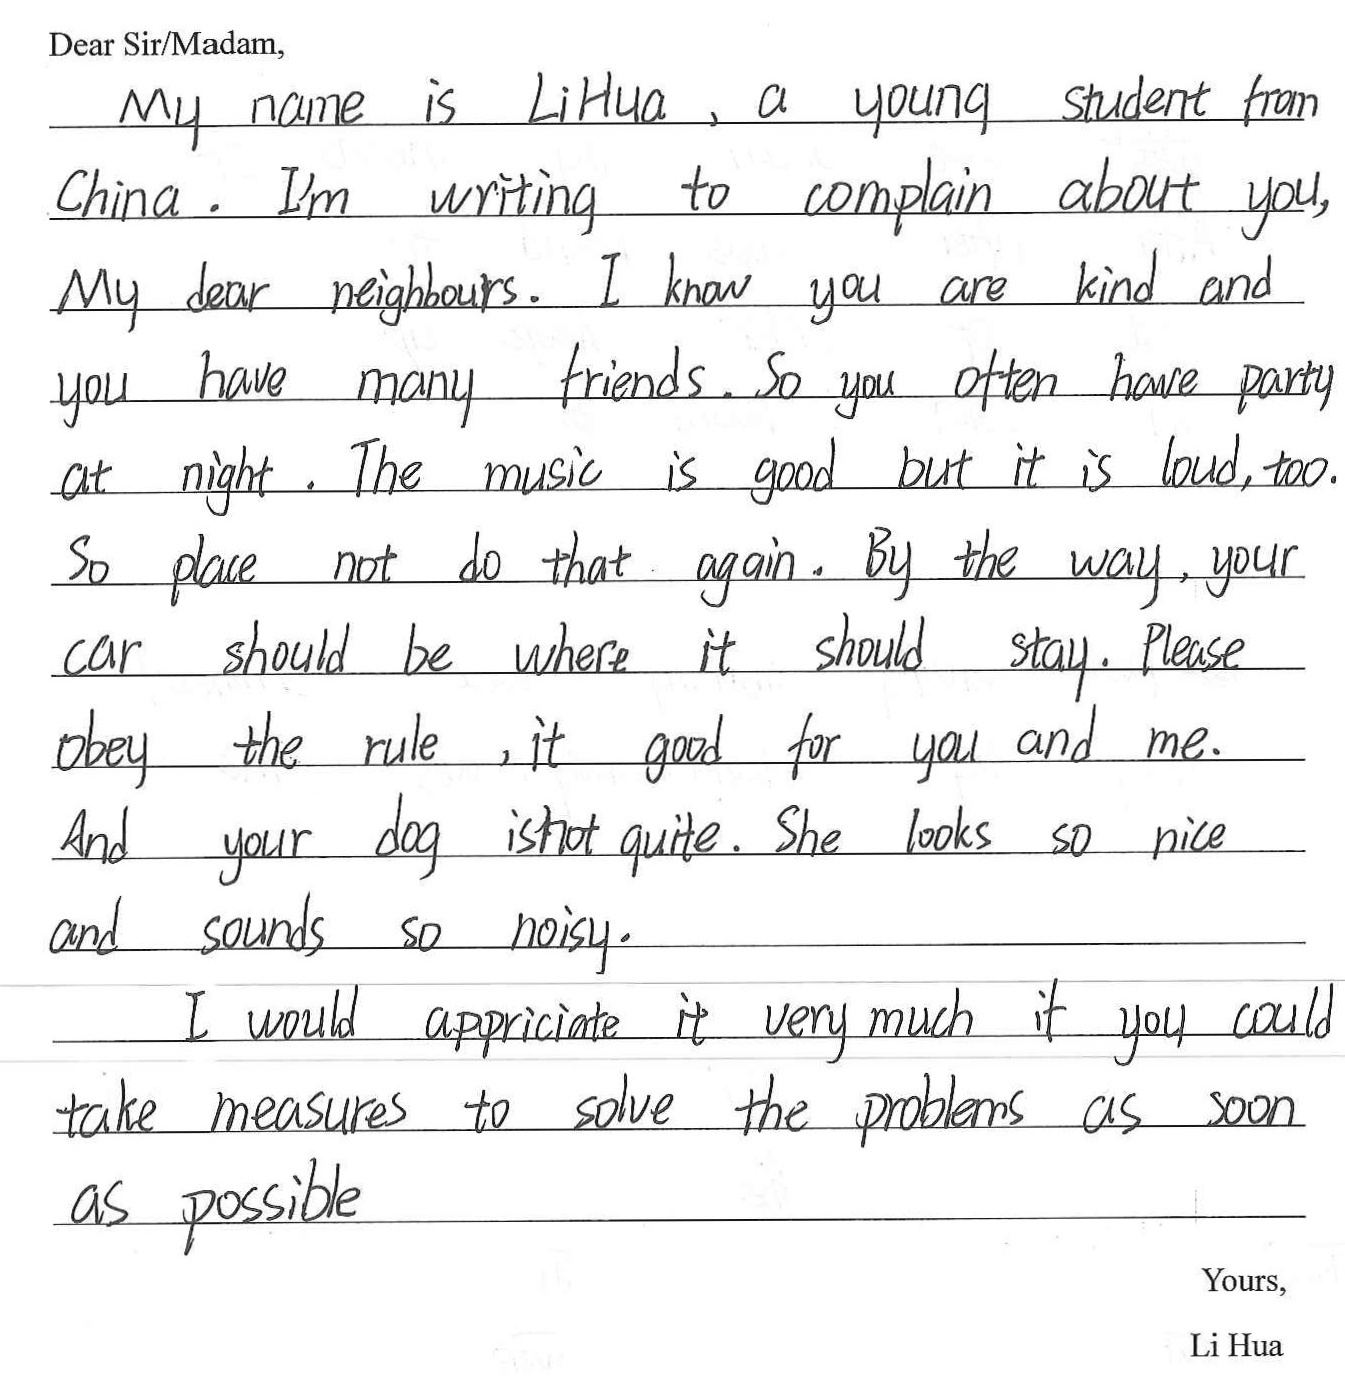 Dear Sir/Madam,
My name is LiHua, a young student from
China. I'm writing to complain about you,
My dear neighbours. I know you are kind and
you have many friends. So you often have party
at night. The music is good but it is loud, too.
So place not do that again. By the way, your
car should be where it should stay. Please
obey the rule, it good for you and me.
And your dog isn't quite. She looks so nice
and sounds so noisy.
I would appriciate it very much if you could
take measures to solve the problems as soon
as possible
Yours,
Li Hua